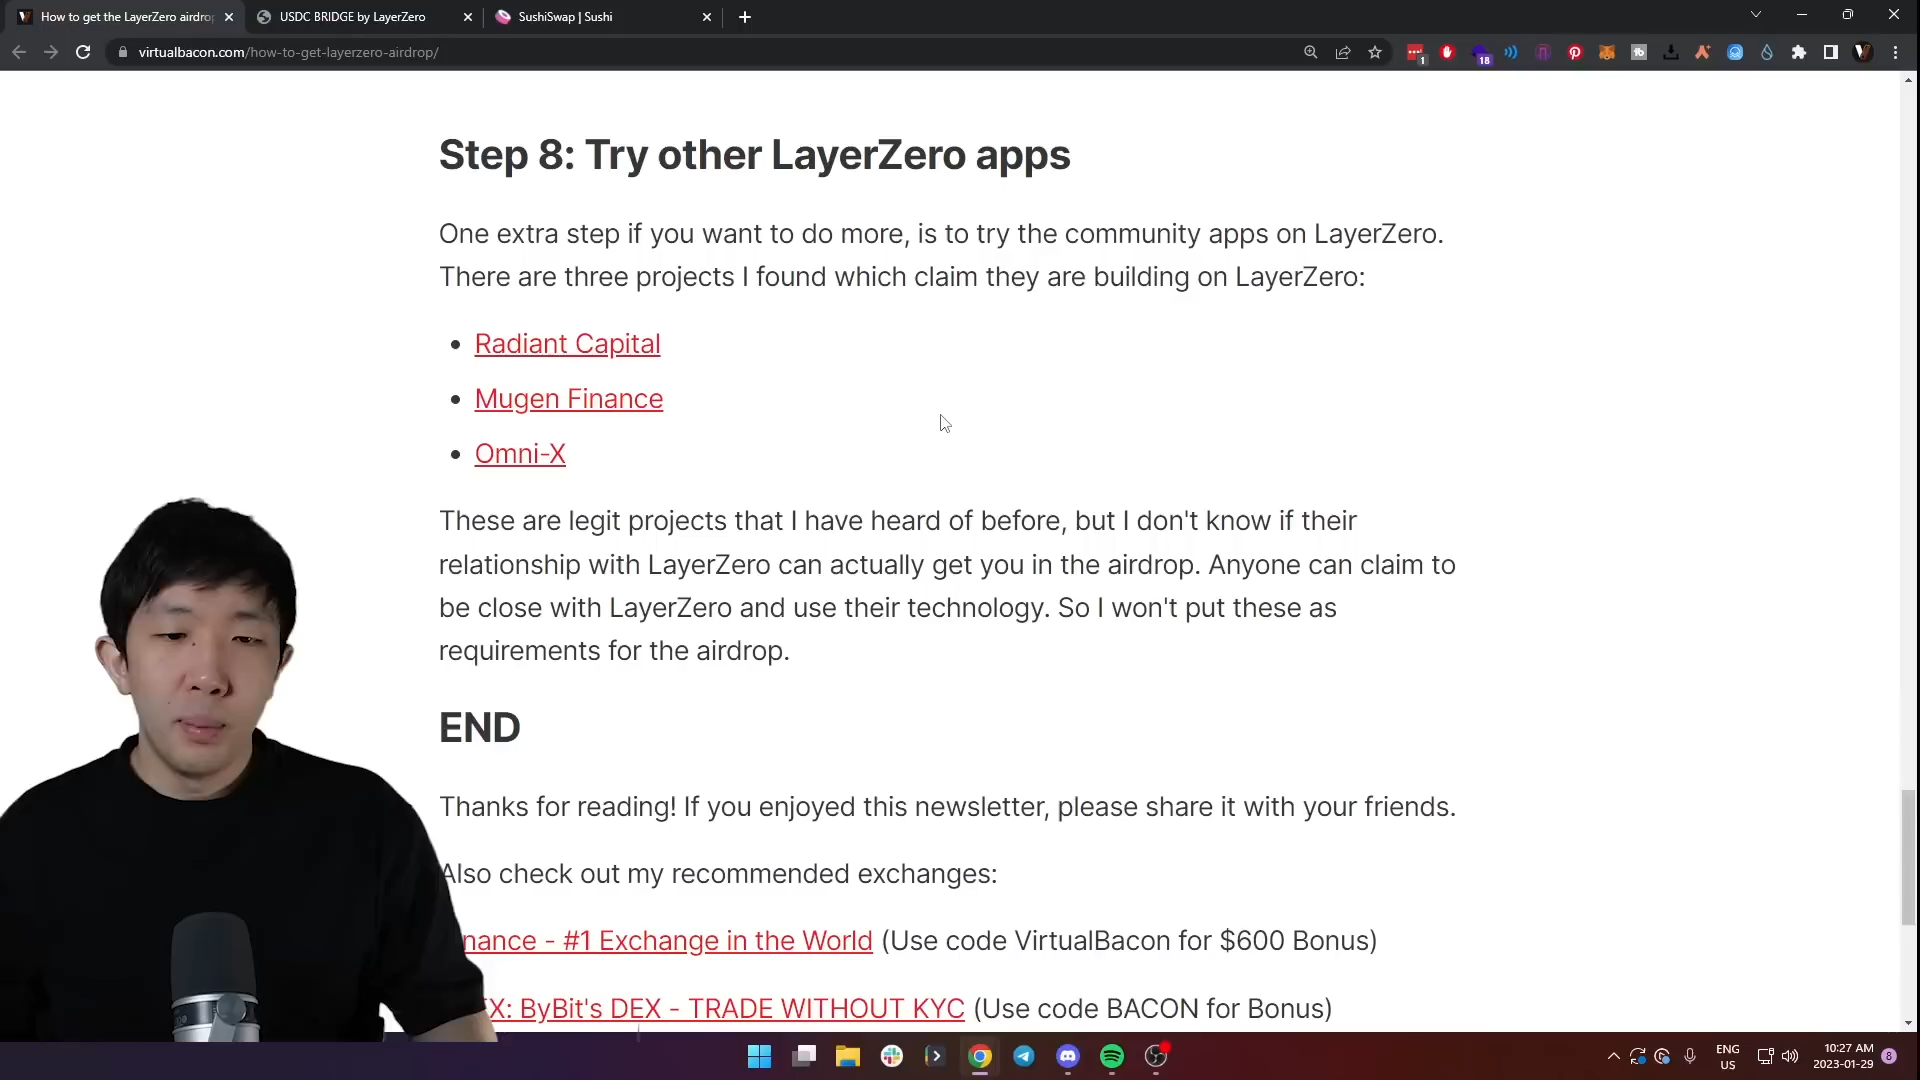 How to get the LayerZero airdrop
USDC BRIDGE by LayerZero
SushiSwap | Sushi
virtualbacon.com/how-to-get-layerzero-airdrop/
1
18
Step 8: Try other LayerZero apps
One extra step if you want to do more, is to try the community apps on LayerZero.
There are three projects I found which claim they are building on LayerZero:
• Radiant Capital
• Mugen Finance
• Omni-X
These are legit projects that I have heard of before, but I don't know if their
relationship with LayerZero can actually get you in the airdrop. Anyone can claim to
be close with LayerZero and use their technology. So I won't put these as
requirements for the airdrop.
END
Thanks for reading! If you enjoyed this newsletter, please share it with your friends.
Also check out my recommended exchanges:
nance - #1 Exchange in the World (Use code VirtualBacon for $600 Bonus)
X: ByBit's DEX - TRADE WITHOUT KYC (Use code BACON for Bonus)
ENG
US
10:27 AM
2023-01-29
8